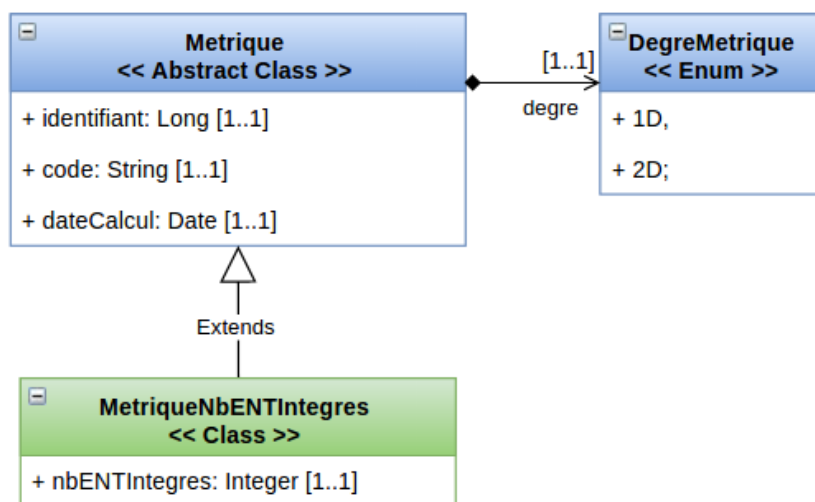 Metrique
<< Abstract Class >>
+ identifiant: Long [1..1]
+ code: String [1..1]
+ dateCalcul: Date [1..1]
[1..1]
degre
DegreMetrique
<< Enum >>
+ 1D,
+ 2D;
Extends
MetriqueNbENTIntegres
<< Class >>
+ nbENTIntegres: Integer [1..1]